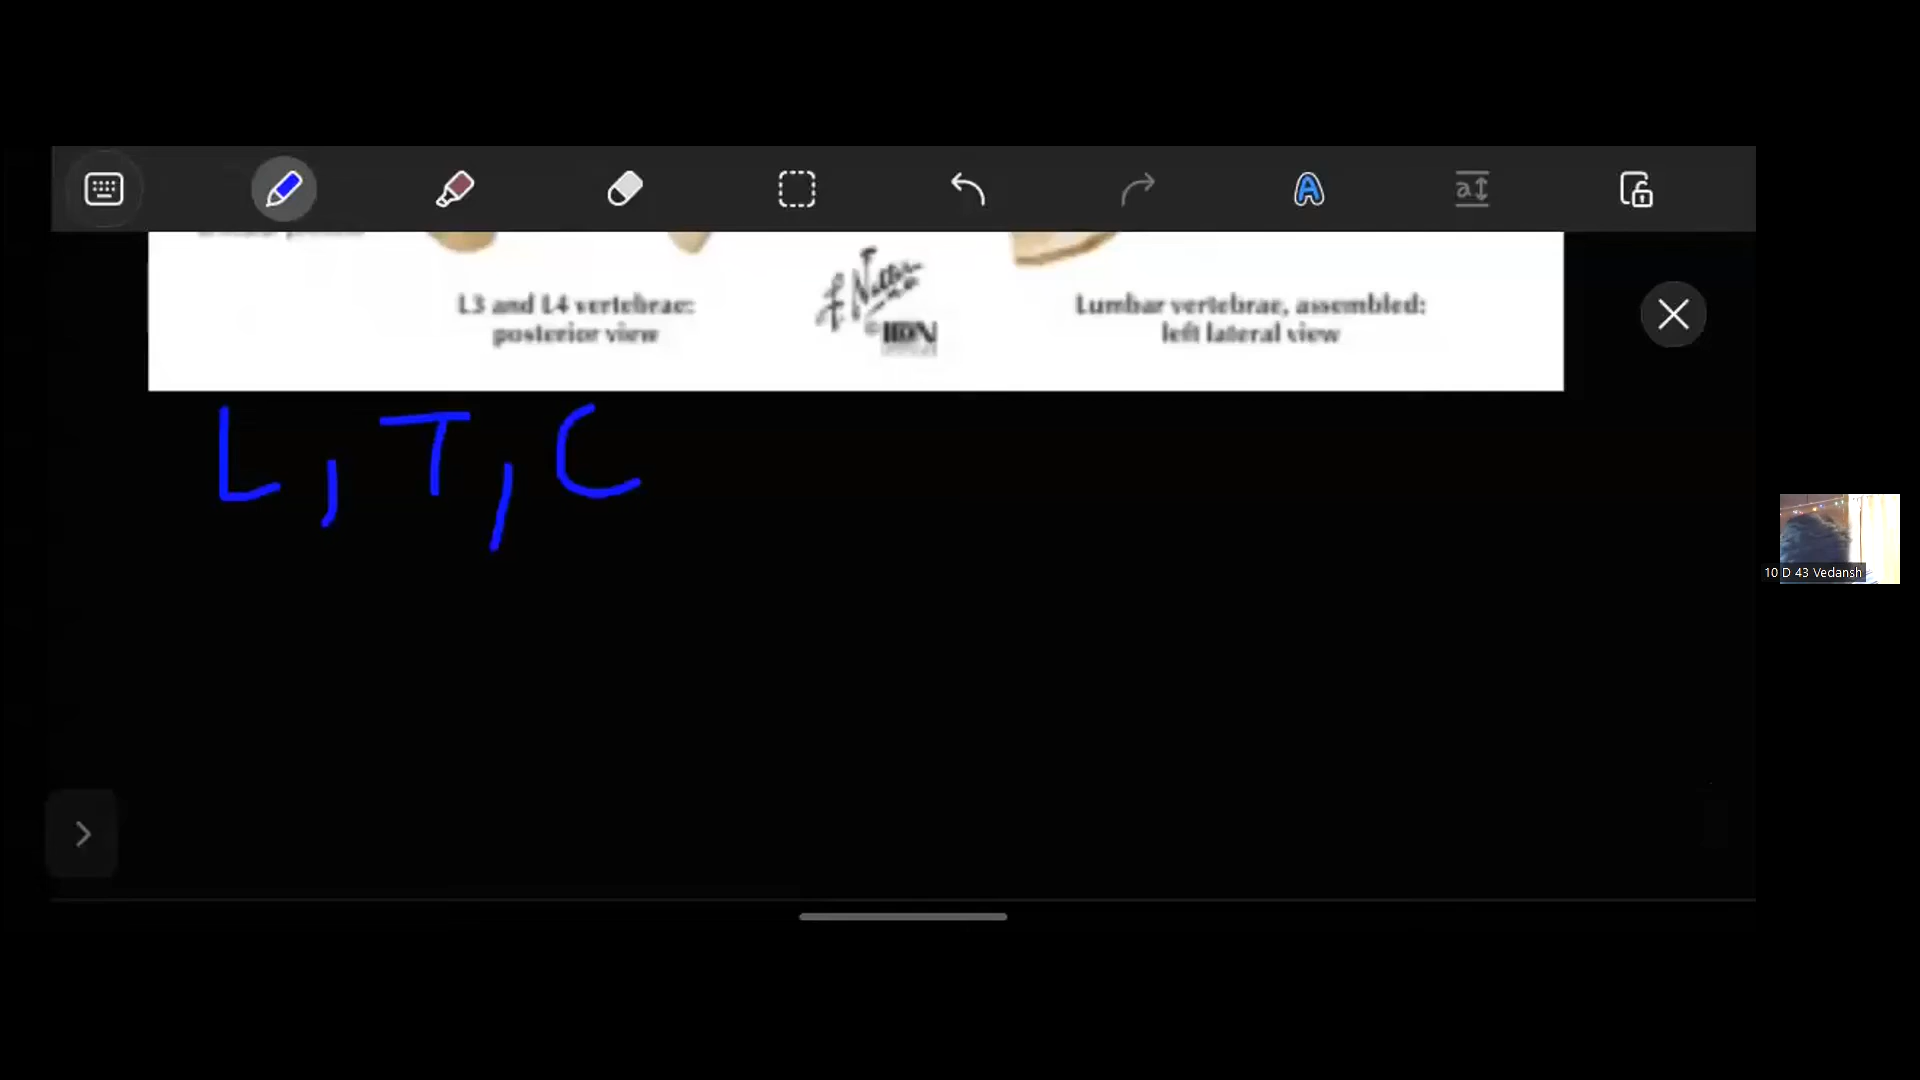 L3 and L4 vertebrae: Lumbar vertebrae, assembled:
posterior view left lateral view
L, T, C
10 D 43 Vedansh